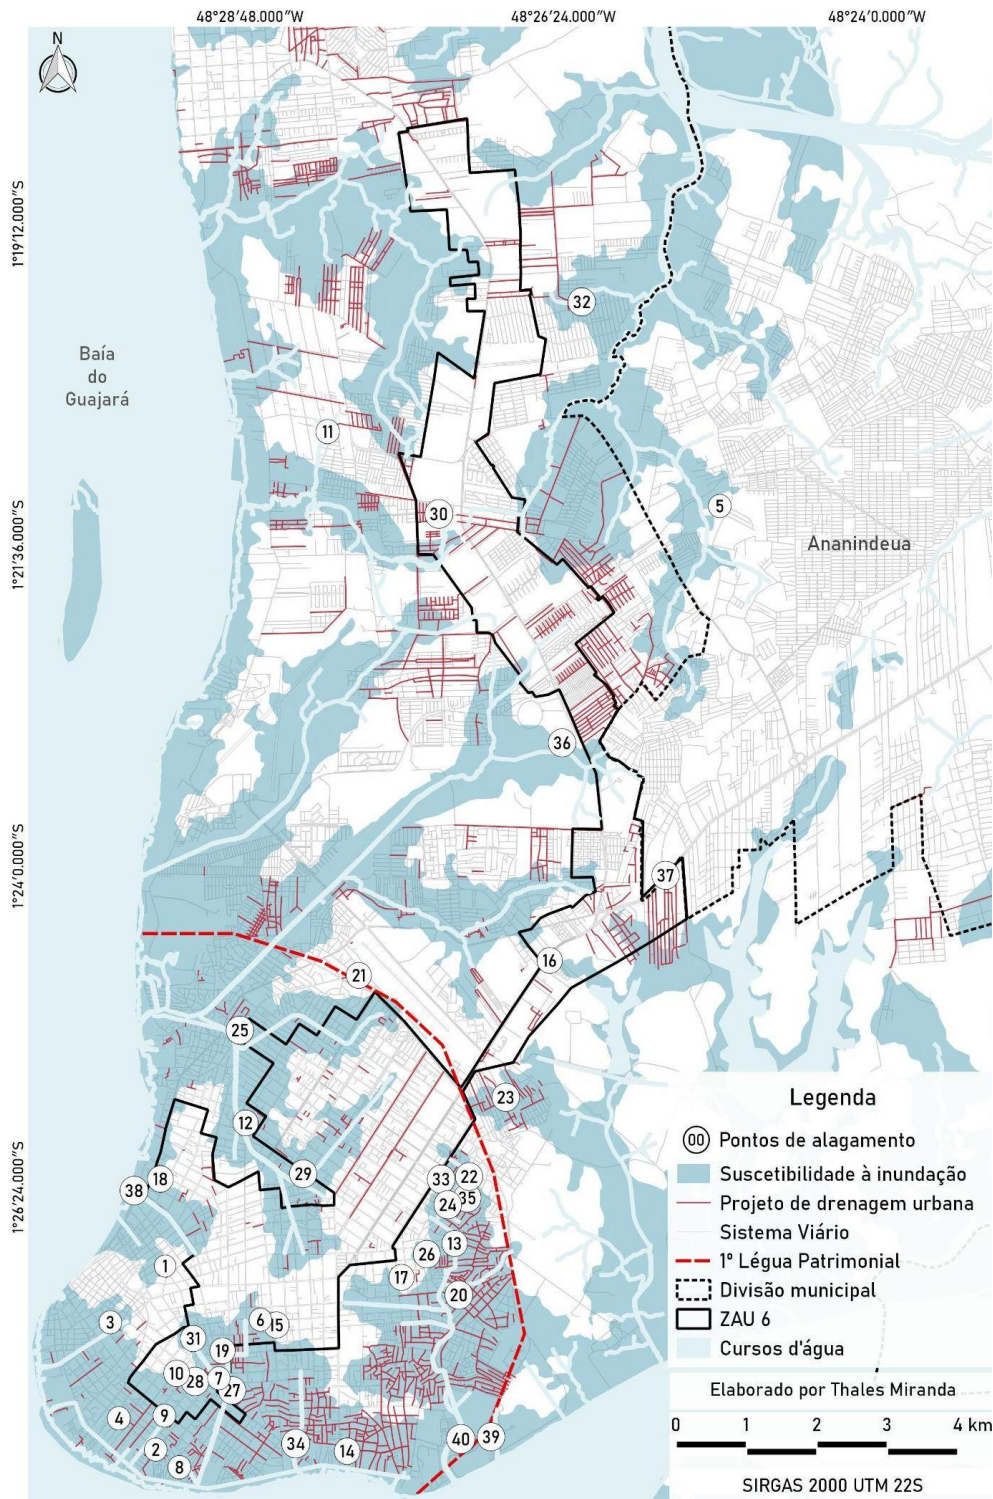 48°28'48.000"W
48°26'24.000"W
48°24'0.000"W
N
1°19'12.000"S
32
Baía
do
Guajará
11
5
30
Ananindeua
1°21'36.000"S
36
1°24'0.000"S
37
16
21
25
23
12
29
33
22
18
38
35
24
1°26'24.000"S
13
26
1
17
20
3
6
15
31
19
10
28
7
27
4
9
2
8
34
14
40
39
Legenda
00 Pontos de alagamento
Suscetibilidade à inundação
Projeto de drenagem urbana
Sistema Viário
1º Légua Patrimonial
Divisão municipal
ZAU 6
Cursos d'água
Elaborado por Thales Miranda
0 1 2 3 4 km
SIRGAS 2000 UTM 22S